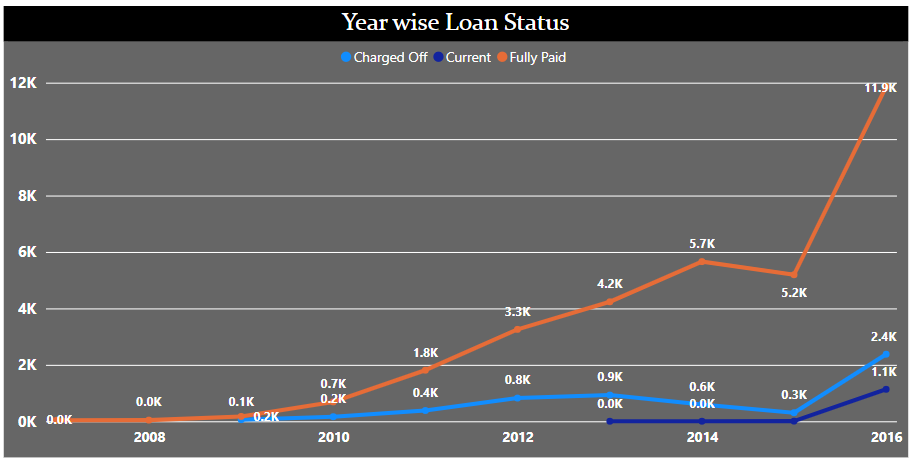 Year wise Loan Status
Charged Off Current Fully Paid
12K
11.9K
10K
8K
6K
5.7K
5.2K
4.2K
4K
3.3K
2.4K
2K
1.8K
1.1K
0.7K
0.2K
0.4K
0.8K
0.9K
0.0K
0.6K
0.0K
0.3K
0K
0.0K
0.0K
0.1K
0.2K
2008 2010 2012 2014 2016